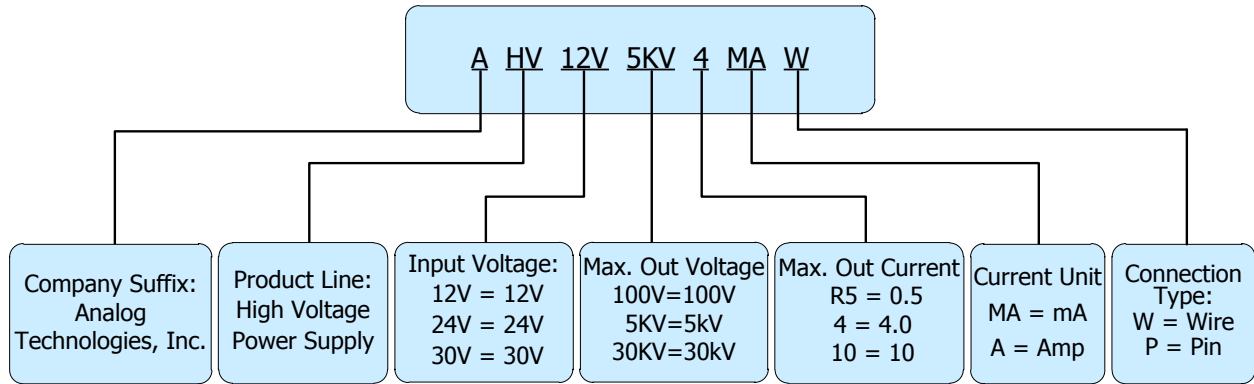 A HV 12V 5KV 4 MA W
Company Suffix:
Analog
Technologies, Inc.
Product Line:
High Voltage
Power Supply
Input Voltage:
12V = 12V
24V = 24V
30V = 30V
Max. Out Voltage
100V=100V
5KV=5kV
30KV=30kV
Max. Out Current
R5 = 0.5
4 = 4.0
10 = 10
Current Unit
MA = mA
A = Amp
Connection
Type:
W = Wire
P = Pin